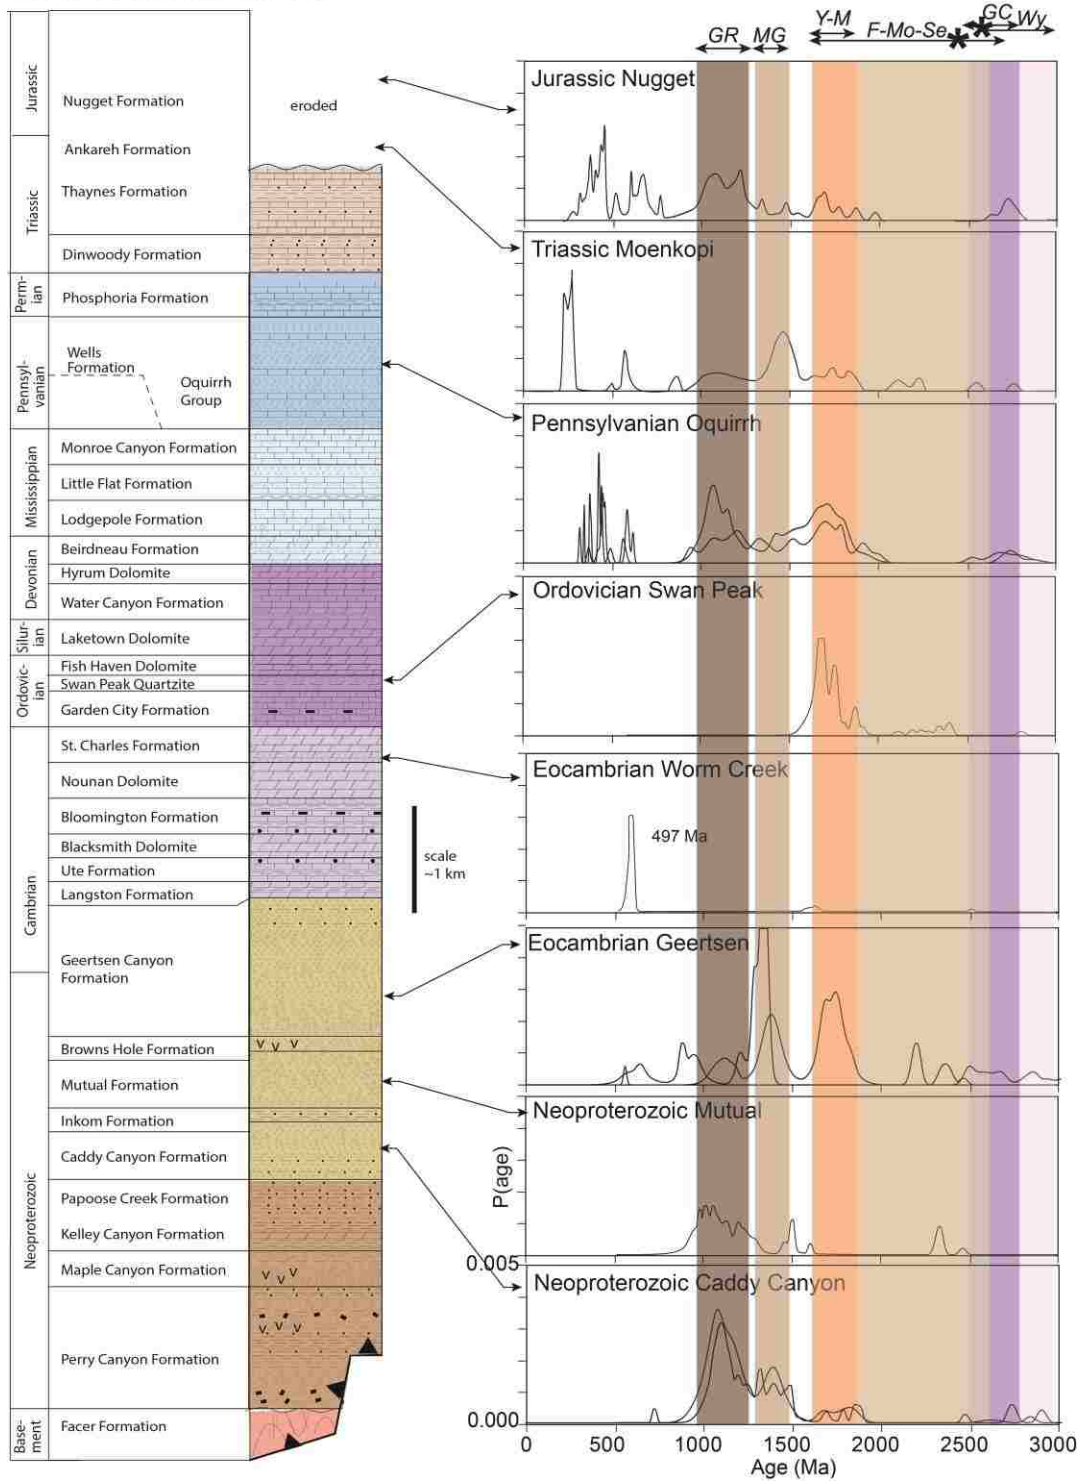 Jurassic
Nugget Formation
eroded
Ankareh Formation
Triassic
Thaynes Formation
Dinwoody Formation
Perm-
ian
Phosphoria Formation
Pennsyl-
vanian
Wells
Formation
Oquirrh
Group
Mississippian
Monroe Canyon Formation
Little Flat Formation
Lodgepole Formation
Devonian
Beirdneau Formation
Hyrum Dolomite
Water Canyon Formation
Silur-
ian
Laketown Dolomite
Ordovic-
ian
Fish Haven Dolomite
Swan Peak Quartzite
Garden City Formation
Cambrian
St. Charles Formation
Nounan Dolomite
Bloomington Formation
Blacksmith Dolomite
Ute Formation
Langston Formation
scale
~1 km
Geertsen Canyon
Formation
Neoproterozoic
Browns Hole Formation
v v v
Mutual Formation
Inkom Formation
Caddy Canyon Formation
Papoose Creek Formation
Kelley Canyon Formation
Maple Canyon Formation
v v v
v v v
Perry Canyon Formation
Base-
ment
Facer Formation
GR
MG
Y-M
F-Mo-Se
GC
Wy
Jurassic Nugget
Triassic Moenkopi
Pennsylvanian Oquirrh
Ordovician Swan Peak
Eocambrian Worm Creek
497 Ma
Eocambrian Geertsen
Neoproterozoic Mutual
P(age)
0.005
Neoproterozoic Caddy Canyon
0.000
0 500 1000 1500 2000 2500 3000
Age (Ma)